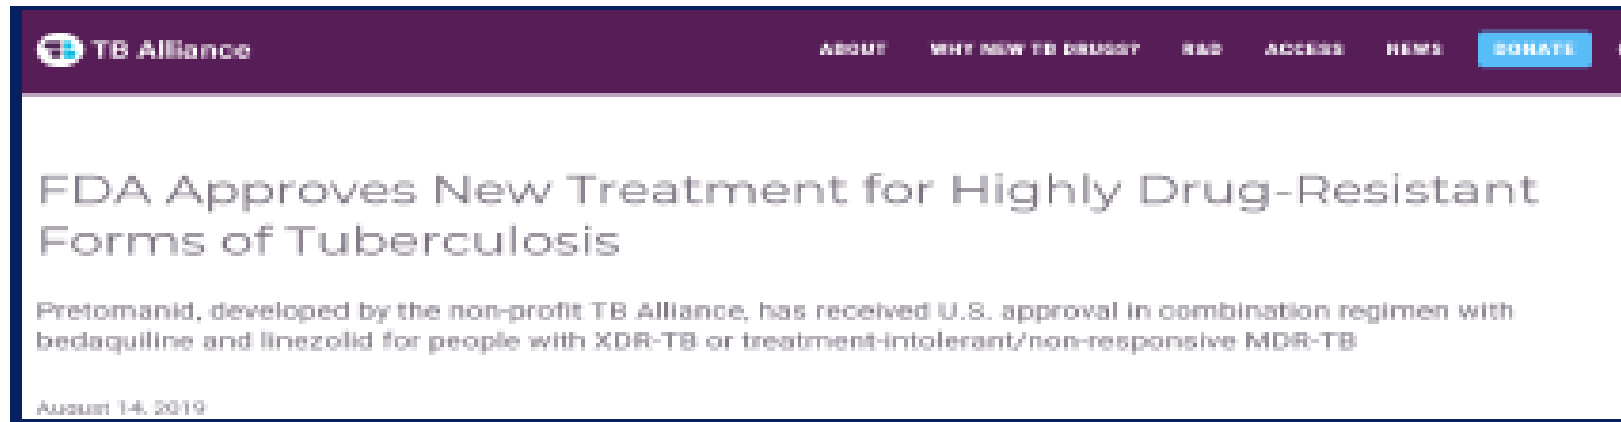 TB Alliance
ABOUT WHY NEW TB DRUGS? R&D ACCESS NEWS DONATE
FDA Approves New Treatment for Highly Drug-Resistant
Forms of Tuberculosis
Pretomanid, developed by the non-profit TB Alliance, has received U.S. approval in combination regimen with
bedaquiline and linezolid for people with XDR-TB or treatment-intolerant/non-responsive MDR-TB
August 14, 2019